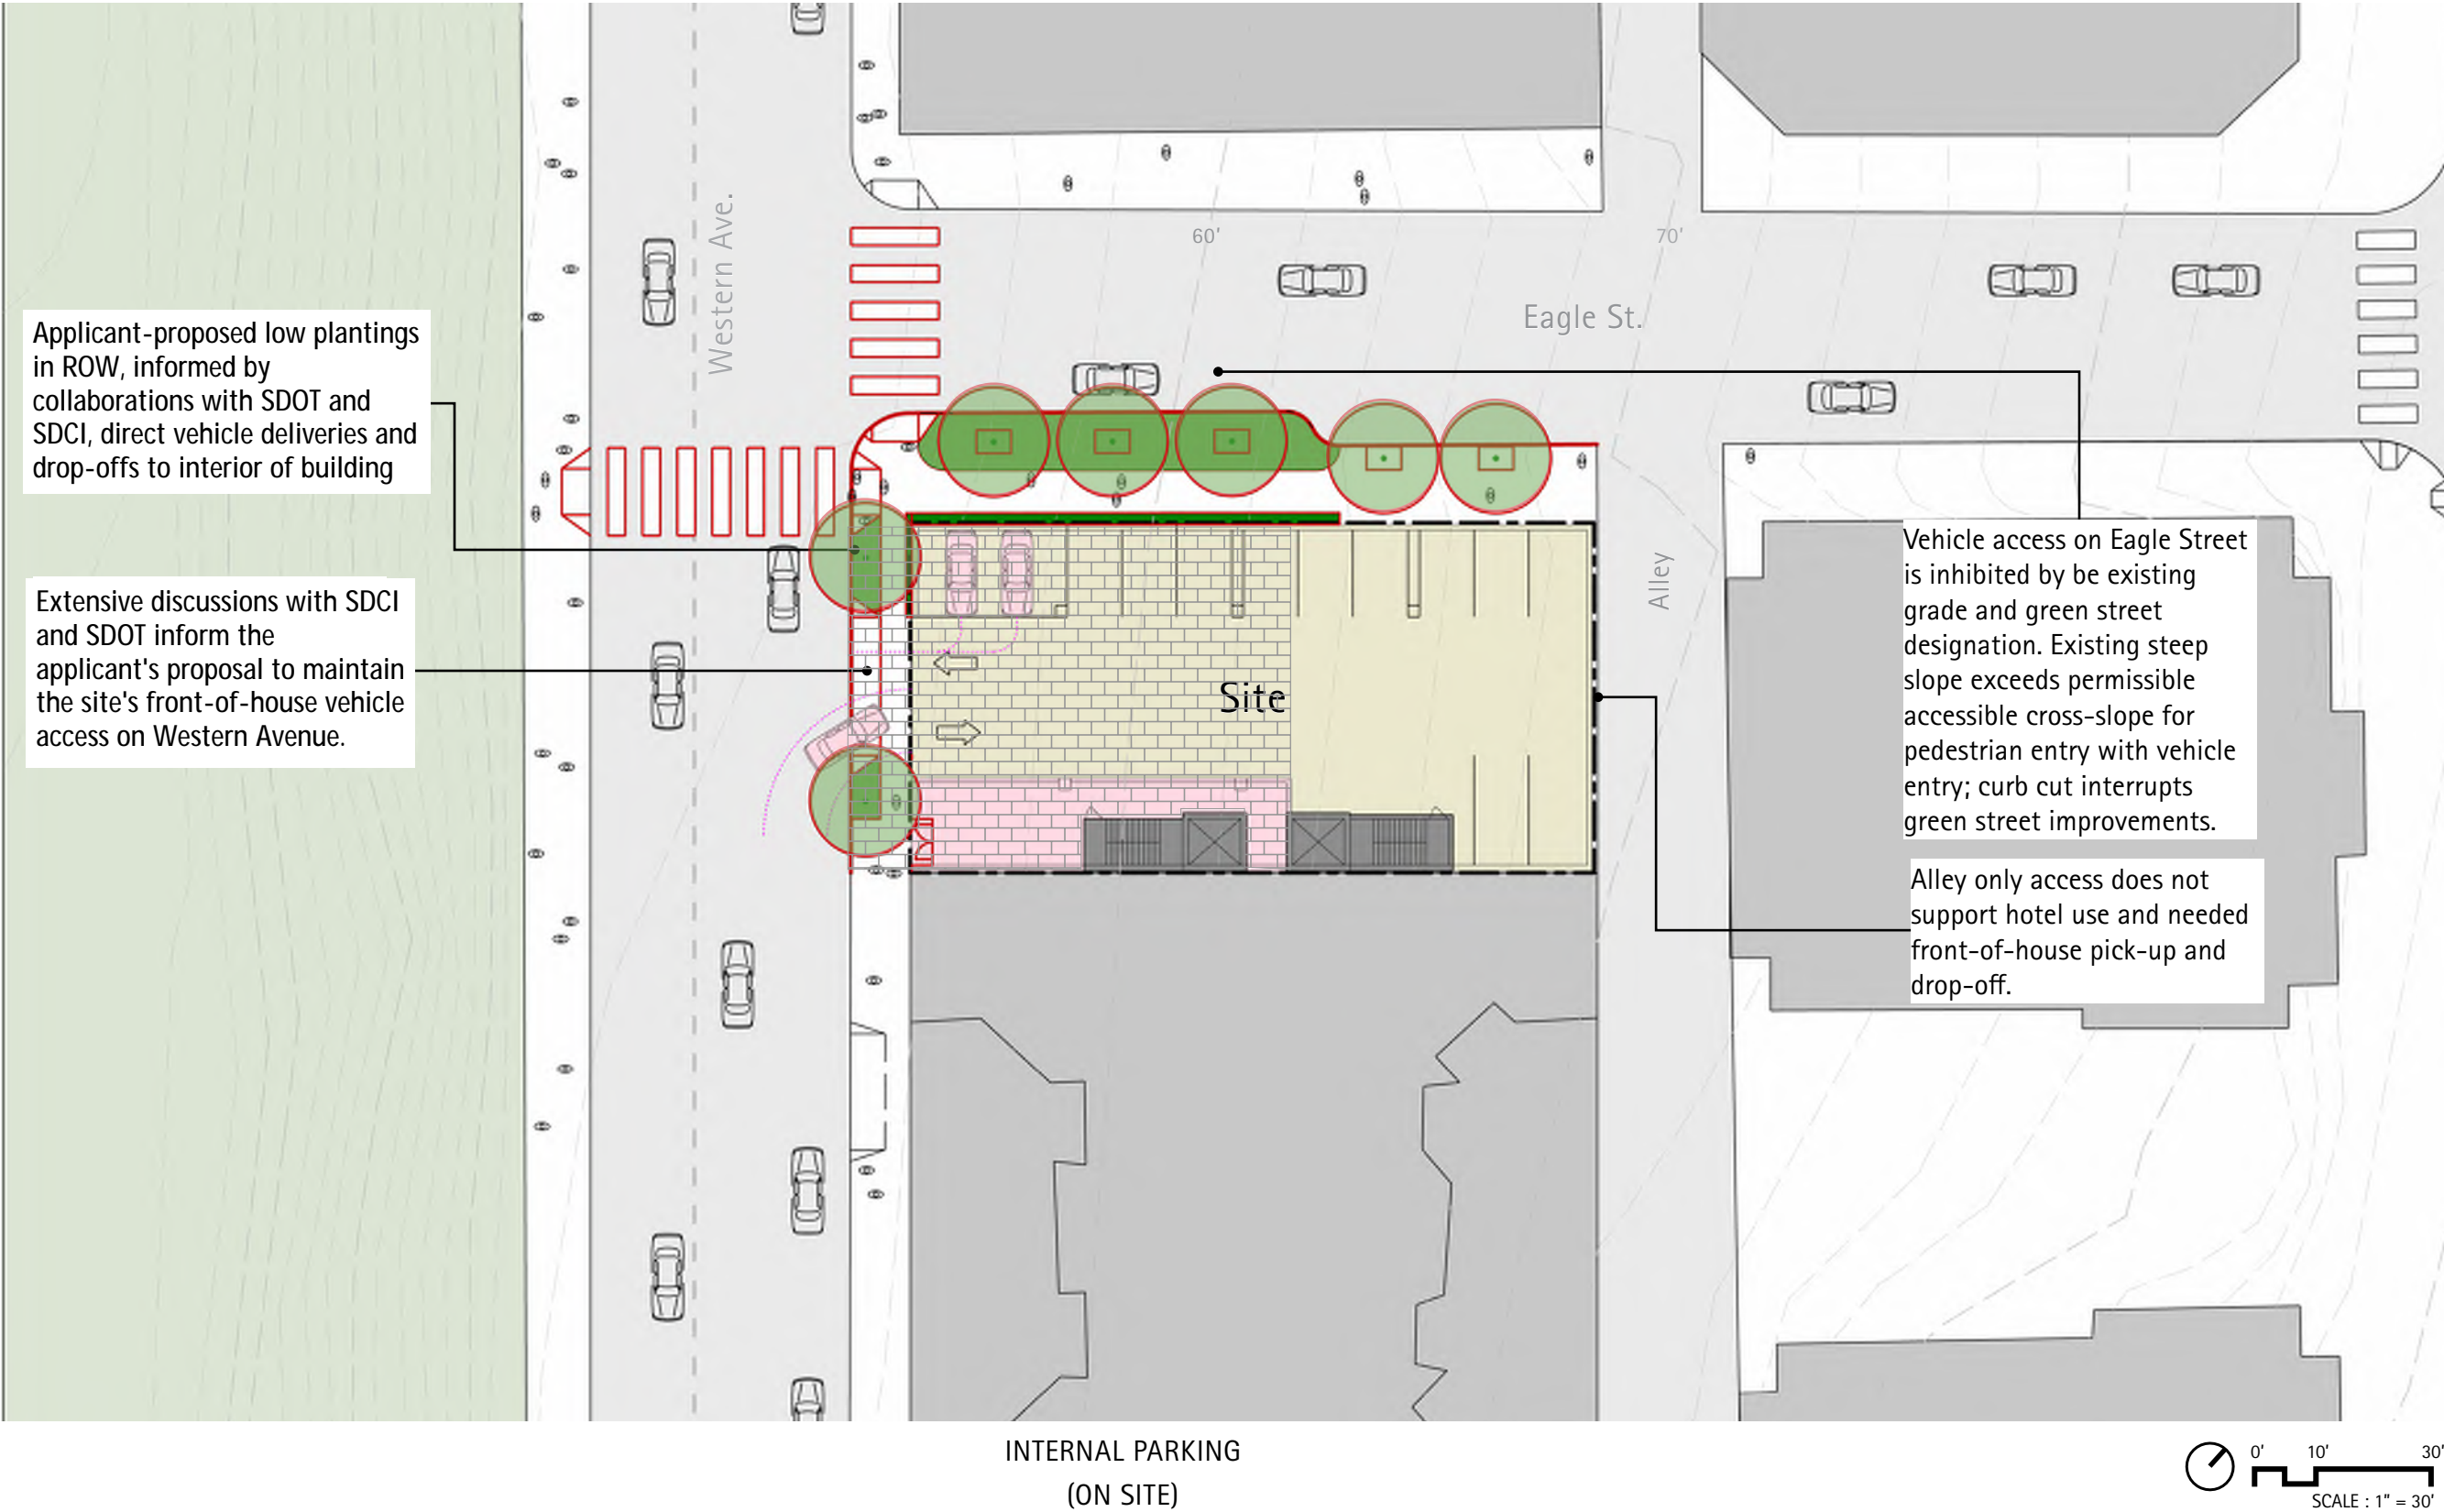 60'
70'
Western Ave.
Eagle St.
Applicant-proposed low plantings
in ROW, informed by
collaborations with SDOT and
SDCI, direct vehicle deliveries and
drop-offs to interior of building
Extensive discussions with SDCI
and SDOT inform the
applicant's proposal to maintain
the site's front-of-house vehicle
access on Western Avenue.
Site
Alley
Vehicle access on Eagle Street
is inhibited by be existing
grade and green street
designation. Existing steep
slope exceeds permissible
accessible cross-slope for
pedestrian entry with vehicle
entry; curb cut interrupts
green street improvements.
Alley only access does not
support hotel use and needed
front-of-house pick-up and
drop-off.
INTERNAL PARKING
(ON SITE)
0' 10' 30'
SCALE : 1" = 30'